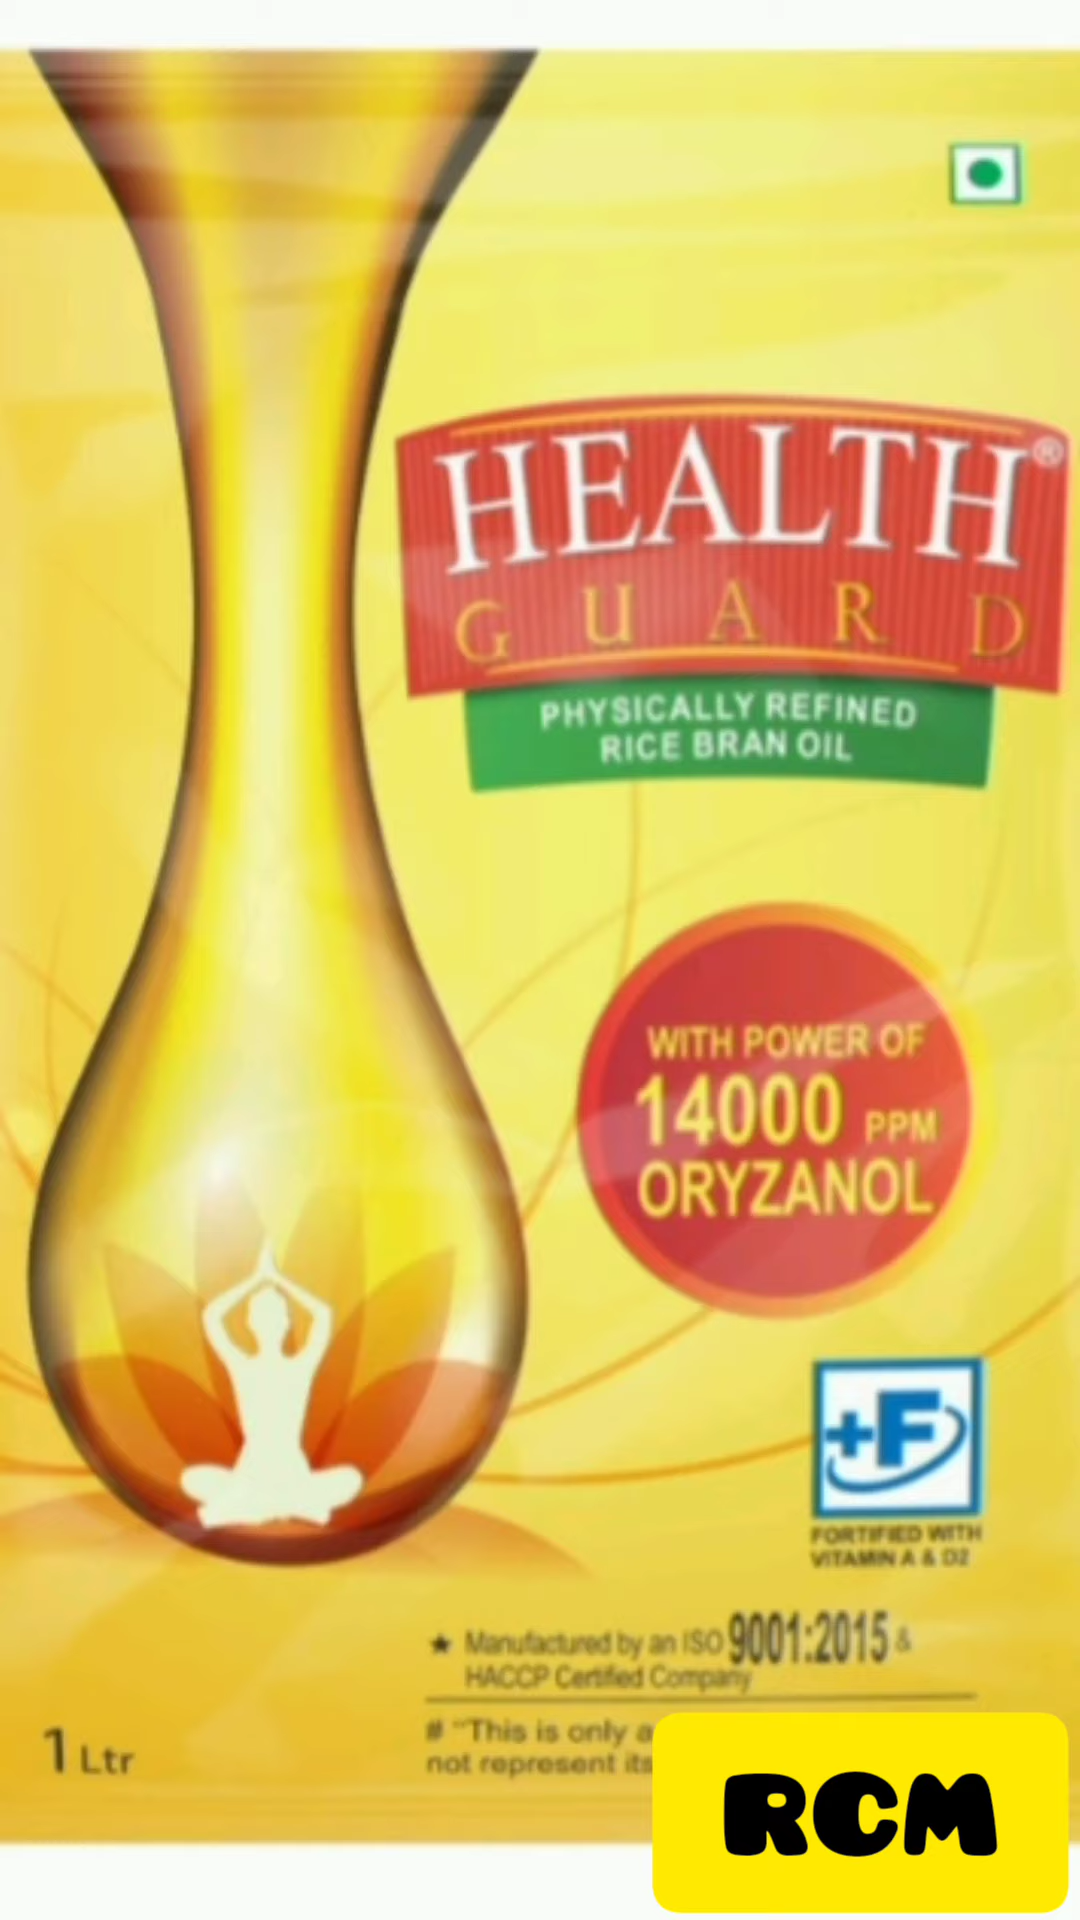 HEALTH®
GUARD
PHYSICALLY REFINED
RICE BRAN OIL
WITH POWER OF
14000 PPM
ORYZANOL
+F
FORTIFIED WITH
VITAMIN A & D2
★ Manufactured by an ISO 9001:2015 &
HACCP Certified Company
# "This is only a
not represent its
1 Ltr
RCM